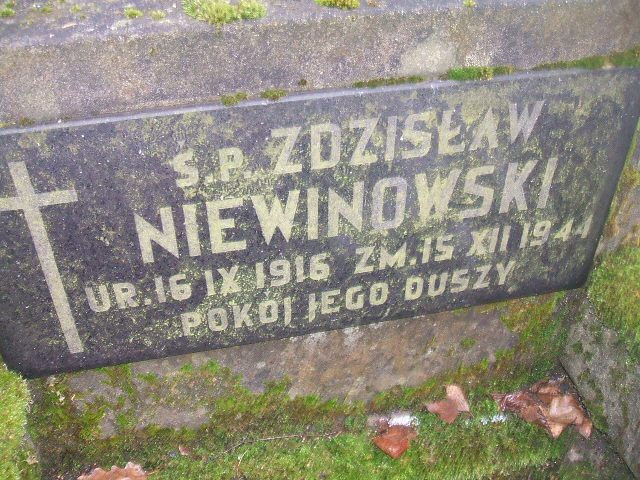 Ś.P. ZDZISŁAW
NIEWINOWSKI
UR. 16 IX 1916 ZM. 15 XII 1944
POKÓJ JEGO DUSZY